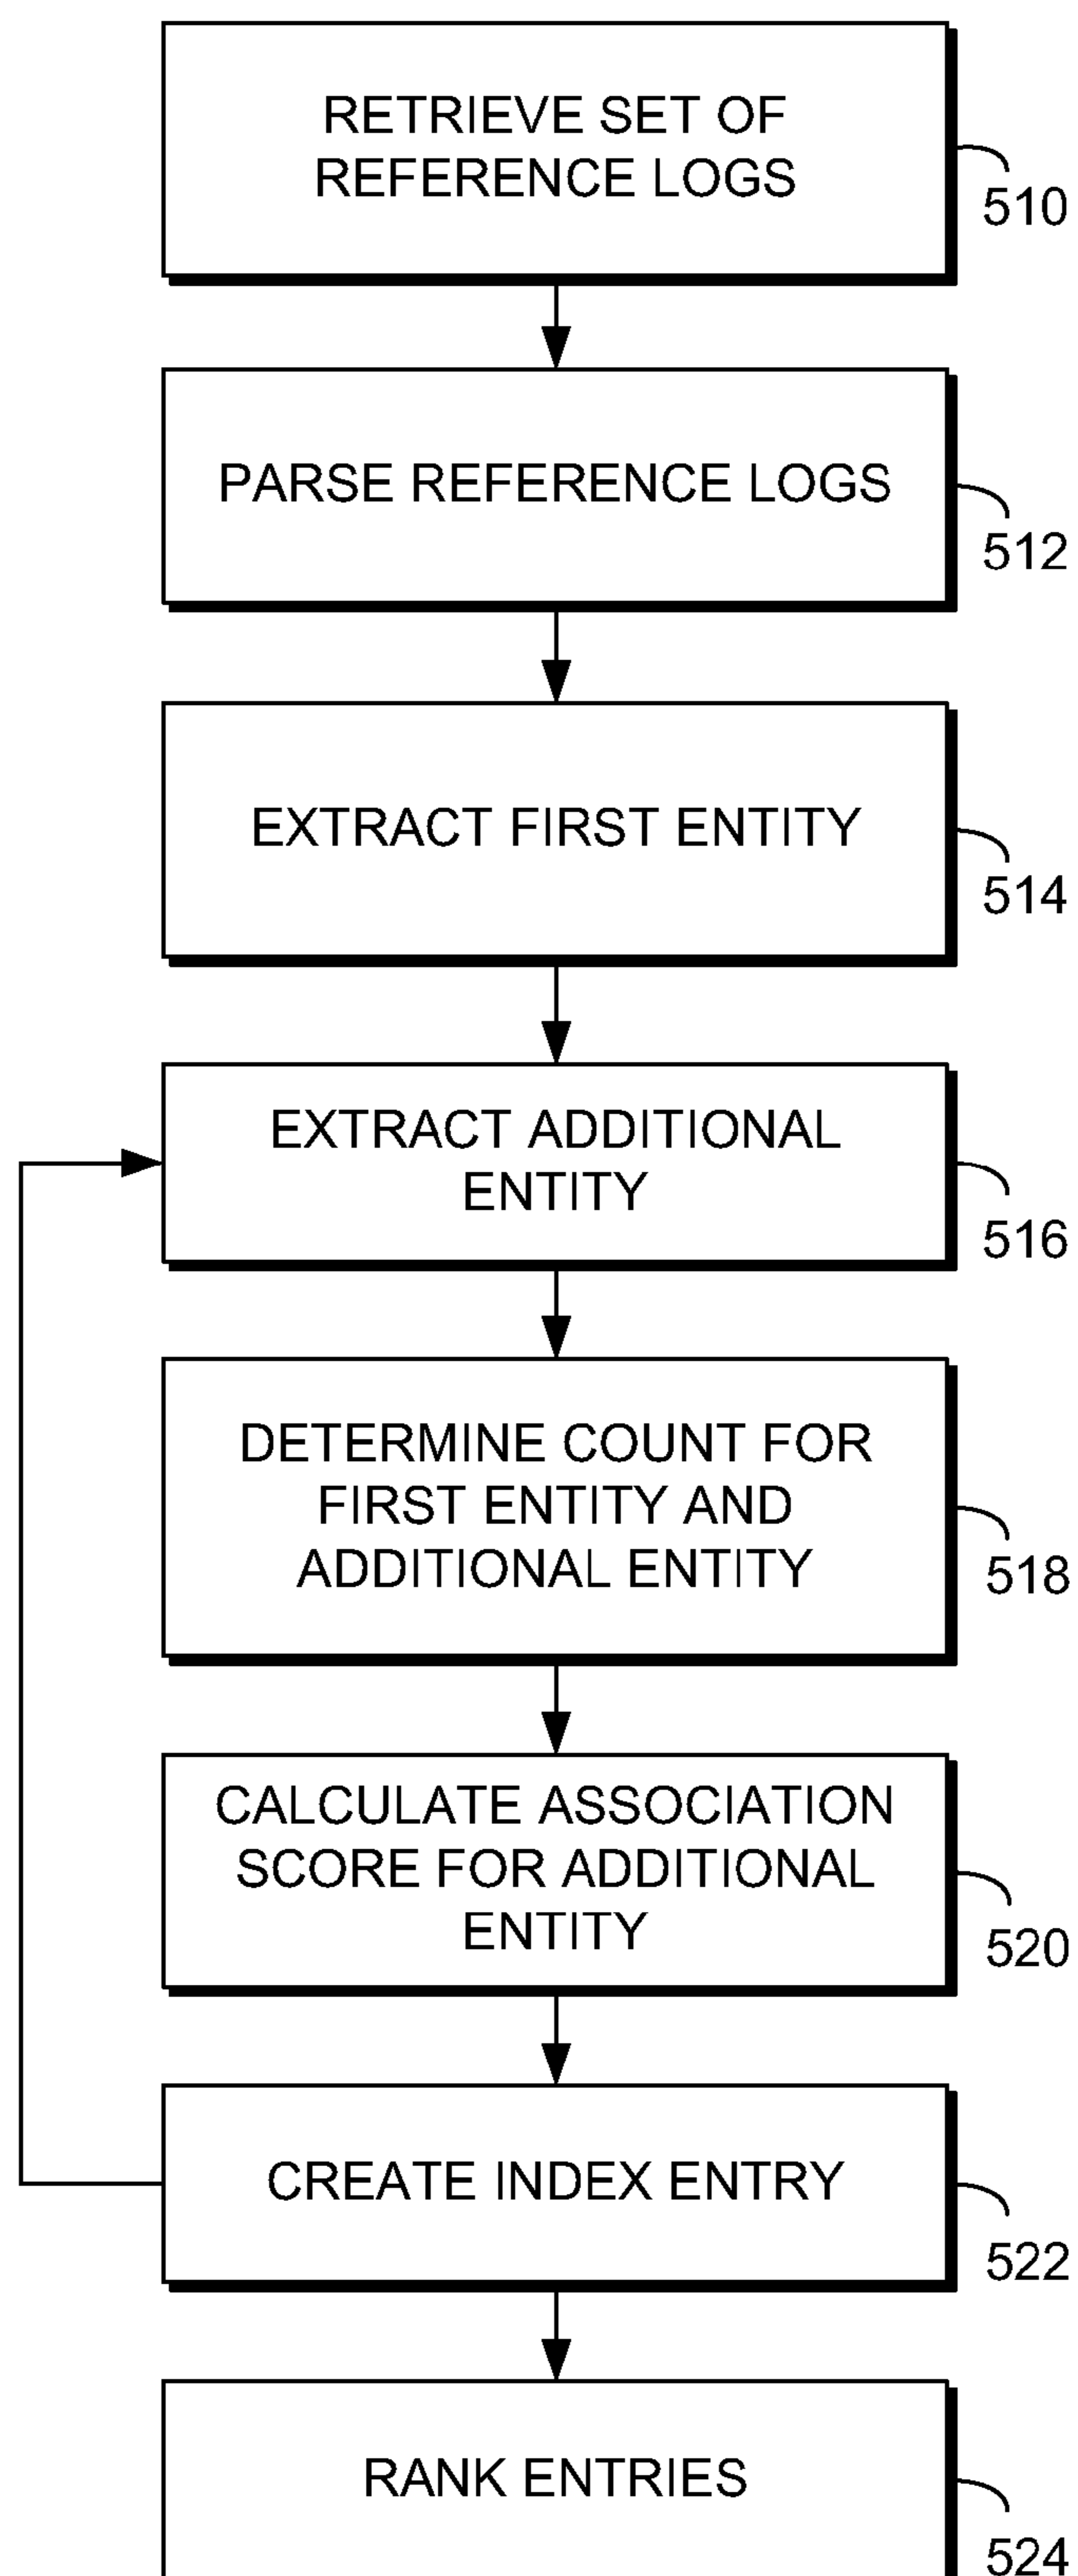 RETRIEVE SET OF
REFERENCE LOGS
510
PARSE REFERENCE LOGS
512
EXTRACT FIRST ENTITY
514
EXTRACT ADDITIONAL
ENTITY
516
DETERMINE COUNT FOR
FIRST ENTITY AND
ADDITIONAL ENTITY
518
CALCULATE ASSOCIATION
SCORE FOR ADDITIONAL
ENTITY
520
CREATE INDEX ENTRY
522
RANK ENTRIES
524